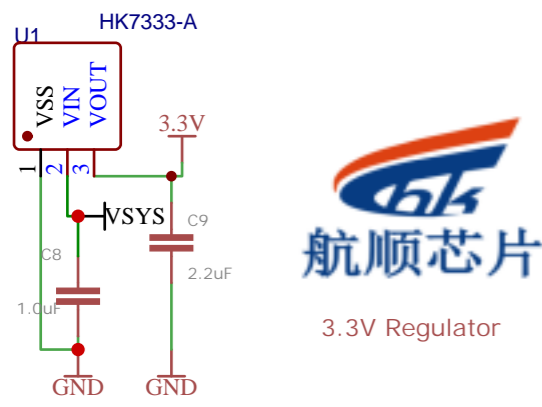 HK7333-A
U1
VSS
VIN
VOUT
1
2
3
3.3V
VSYS
C9
2.2uF
C8
1.0uF
GND
GND
hk
航顺芯片
3.3V Regulator